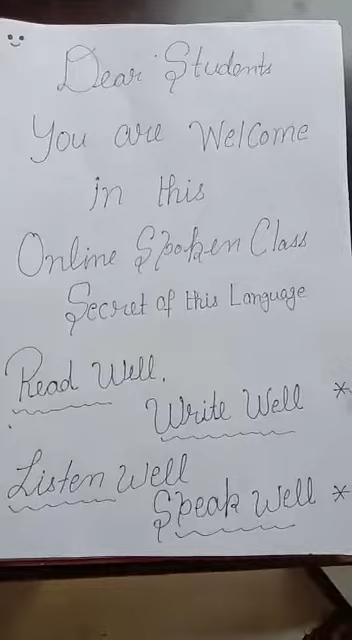 Dear Students
You are Welcome
in this
Online Spoken Class
Secret of this Language
Read Well.
Write Well *
Listen Well
Speak Well *